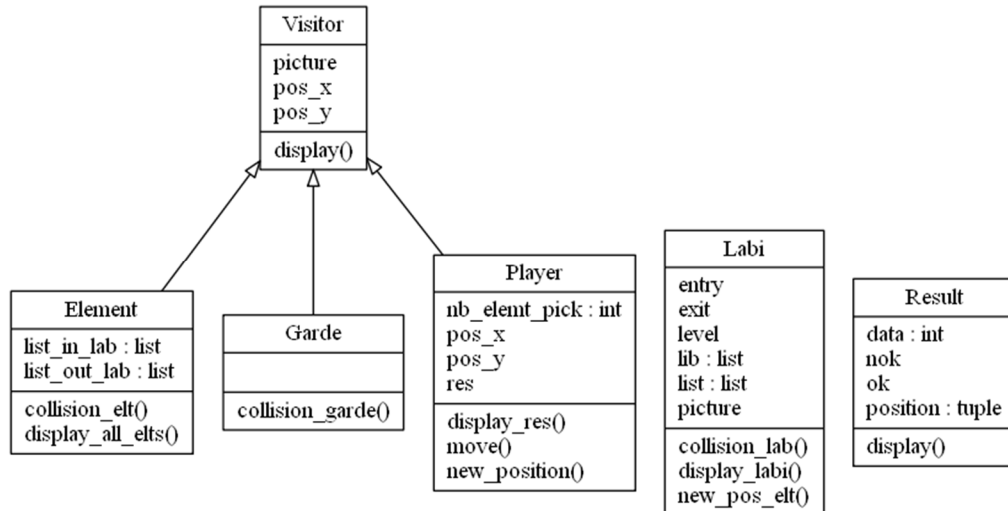 Visitor
picture
pos_x
pos_y
display()
Element
list_in_lab : list
list_out_lab : list
collision_elt()
display_all_elts()
Garde
collision_garde()
Player
nb_elemt_pick : int
pos_x
pos_y
res
display_res()
move()
new_position()
Labi
entry
exit
level
lib : list
list : list
picture
collision_lab()
display_labi()
new_pos_elt()
Result
data : int
nok
ok
position : tuple
display()